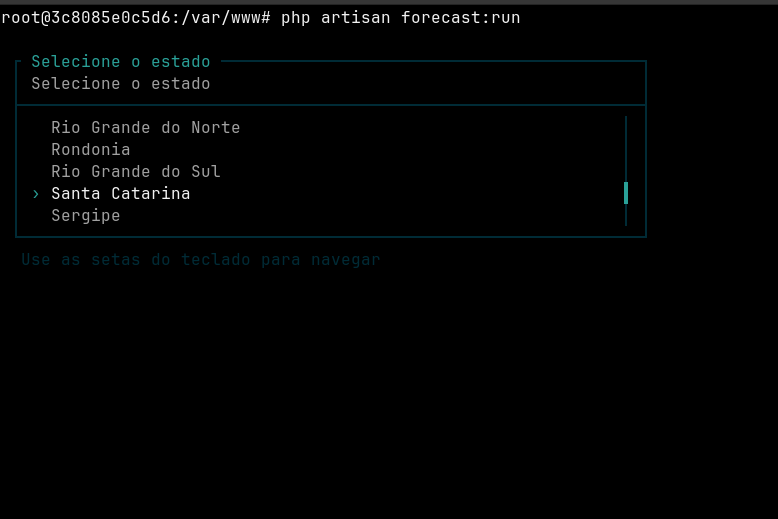 root@3c8085e0c5d6:/var/www# php artisan forecast:run
Selecione o estado
Selecione o estado
Rio Grande do Norte
Rondonia
Rio Grande do Sul
› Santa Catarina
Sergipe
Use as setas do teclado para navegar